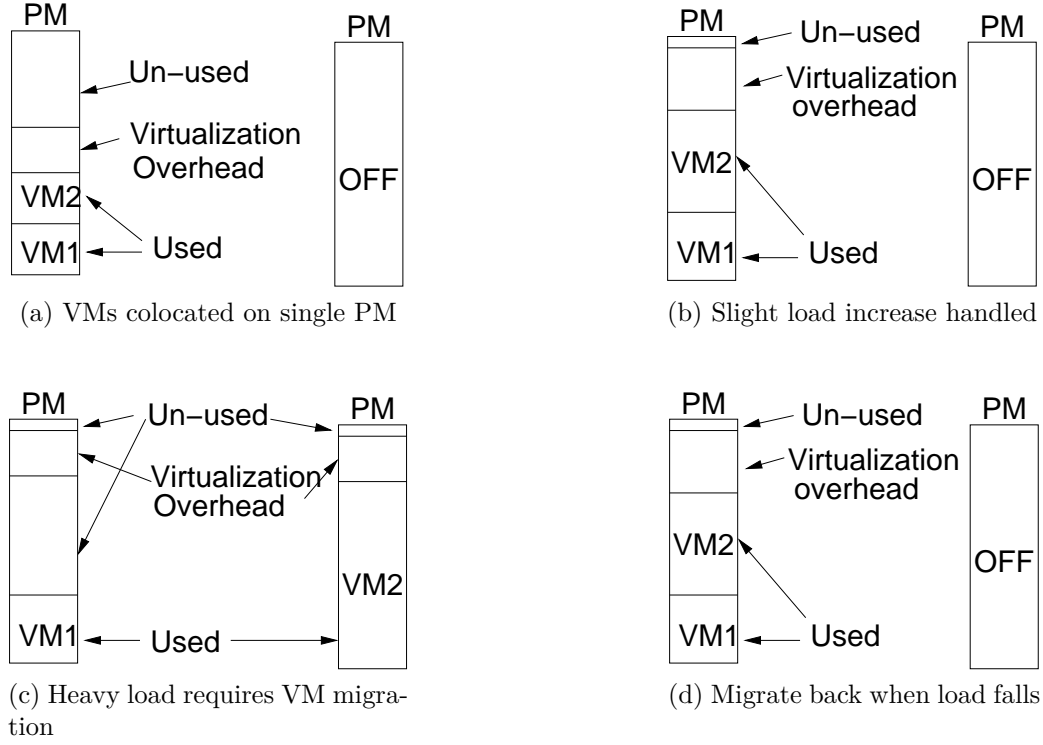 PM
Un-used
Virtualization
Overhead
VM2
VM1
Used
PM
OFF
(a) VMs colocated on single PM
PM
Un-used
Virtualization
overhead
VM2
VM1
Used
PM
OFF
(b) Slight load increase handled
PM
Un-used
Virtualization
Overhead
VM1
Used
PM
VM2
(c) Heavy load requires VM migra-
tion
PM
Un-used
Virtualization
overhead
VM2
VM1
Used
PM
OFF
(d) Migrate back when load falls